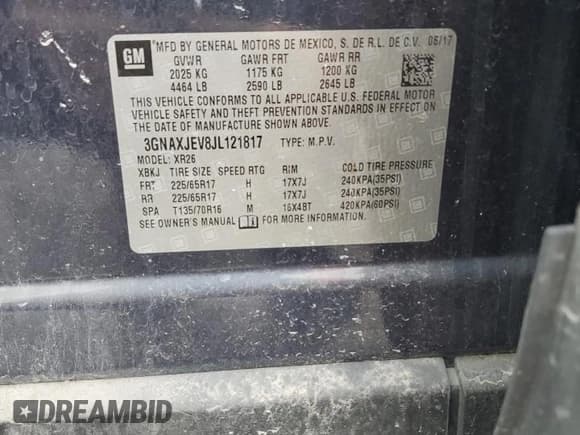 GM MFD BY GENERAL MOTORS DE MEXICO, S. DE R.L. DE C.V. 06/17
GVWR GAWR FRT GAWR RR
2025 KG 1175 KG 1200 KG
4464 LB 2590 LB 2645 LB
THIS VEHICLE CONFORMS TO ALL APPLICABLE U.S. FEDERAL MOTOR
VEHICLE SAFETY AND THEFT PREVENTION STANDARDS IN EFFECT ON
THE DATE OF MANUFACTURE SHOWN ABOVE.
3GNAXJEV8JL121817 TYPE: M.P.V.
MODEL: XR26
XBKJ TIRE SIZE SPEED RTG RIM COLD TIRE PRESSURE
FRT 225/65R17 H 17X7J 240KPA(35PSI)
RR 225/65R17 H 17X7J 240KPA(35PSI)
SPA T135/70R16 M 16X4BT 420KPA(60PSI)
SEE OWNER'S MANUAL FOR MORE INFORMATION.
DREAMBID